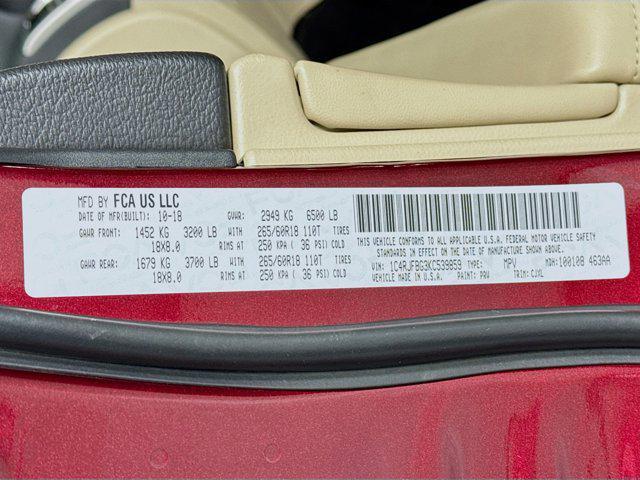 MFD BY FCA US LLC
DATE OF MFR(BUILT): 10-18 GVWR: 2949 KG 6500 LB
GAWR FRONT: 1452 KG 3200 LB WITH 265/60R18 110T TIRES
18X8.0 RIMS AT 250 KPA ( 36 PSI) COLD
GAWR REAR: 1679 KG 3700 LB WITH 265/60R18 110T TIRES
18X8.0 RIMS AT 250 KPA ( 36 PSI) COLD
THIS VEHICLE CONFORMS TO ALL APPLICABLE U.S.A. FEDERAL MOTOR VEHICLE SAFETY
STANDARDS IN EFFECT ON THE DATE OF MANUFACTURE SHOWN ABOVE.
VIN: 1C4RJFBG3KC539859 TYPE: MPV MDH: 100108 463AA
VEHICLE MADE IN U.S.A. PAINT: PRV TRIM: CJXL